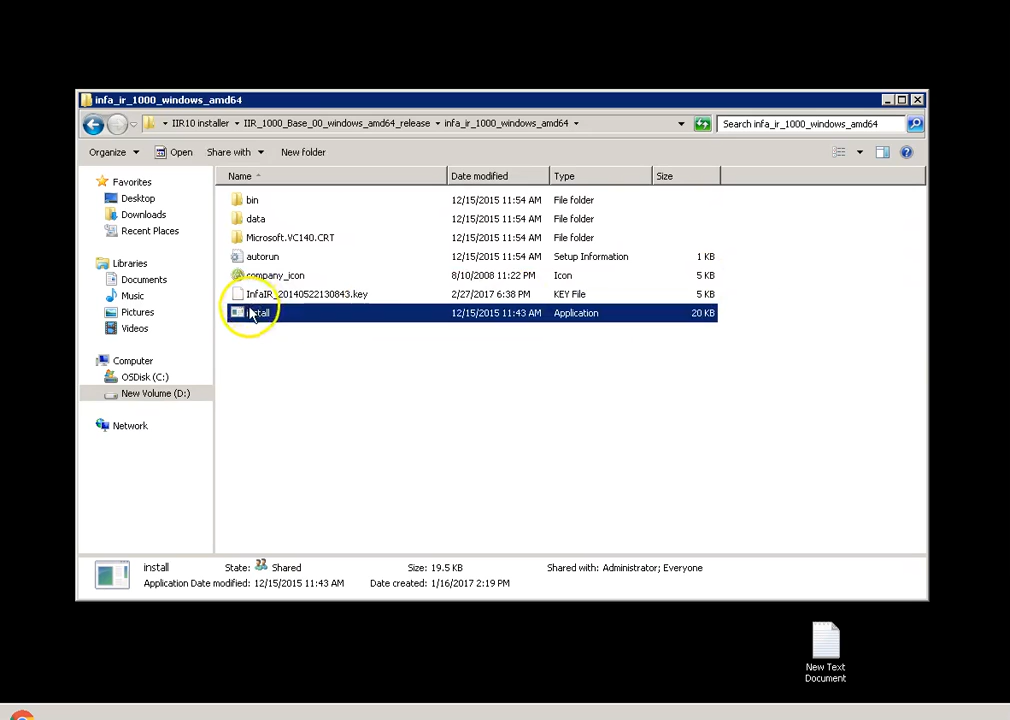 infa_ir_1000_windows_amd64
IIR10 installer IIR_1000_Base_00_windows_amd64_release infa_ir_1000_windows_amd64 Search infa_ir_1000_windows_amd64
Organize Open Share with New folder
Name Date modified Type Size
Favorites
Desktop
Downloads
Recent Places
Libraries
Documents
Music
Pictures
Videos
Computer
OSDisk (C:)
New Volume (D:)
Network
bin 12/15/2015 11:54 AM File folder
data 12/15/2015 11:54 AM File folder
Microsoft.VC140.CRT 12/15/2015 11:54 AM File folder
autorun 12/15/2015 11:54 AM Setup Information 1 KB
company_icon 8/10/2008 11:22 PM Icon 5 KB
InfaIR_20140522130843.key 2/27/2017 6:38 PM KEY File 5 KB
install 12/15/2015 11:43 AM Application 20 KB
install State: Shared Size: 19.5 KB Shared with: Administrator; Everyone
Application Date modified: 12/15/2015 11:43 AM Date created: 1/16/2017 2:19 PM
New Text
Document